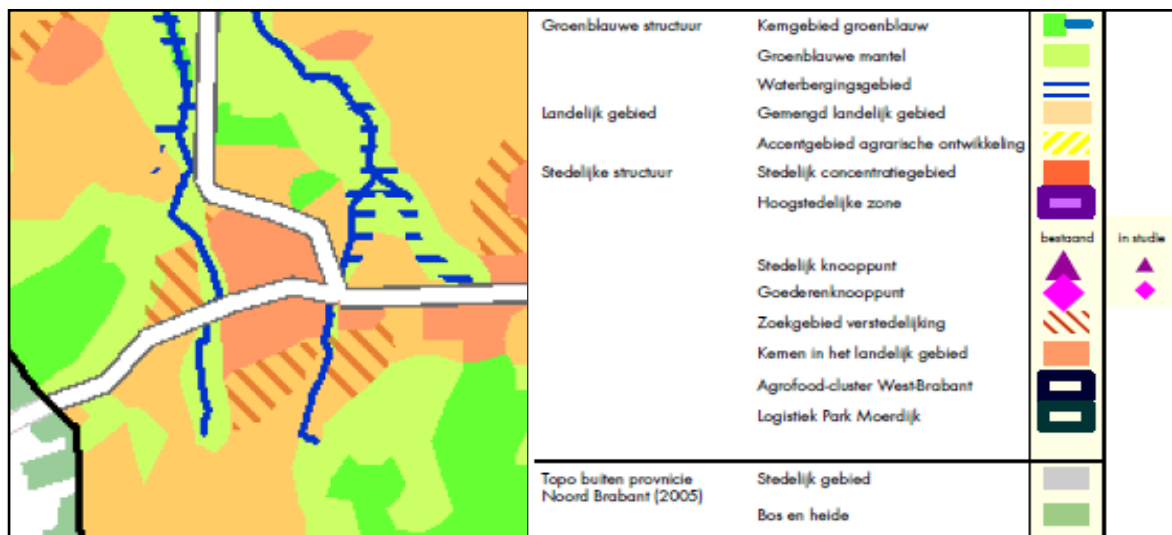 Groenblauwe structuur Kerngebied groenblauw
Groenblauwe mantel
Waterbergingsgebied
Landelijk gebied Gemengd landelijk gebied
Accentgebied agrarische ontwikkeling
Stedelijke structuur Stedelijk concentratiegebied
Hoogstedelijke zone
bestaand in studie
Stedelijk knooppunt
Goederenknooppunt
Zoekgebied verstedelijking
Kernen in het landelijk gebied
Agrofood-cluster West-Brabant
Logistiek Park Moerdijk
Topo buiten provnicie Stedelijk gebied
Noord Brabant (2005)
Bos en heide